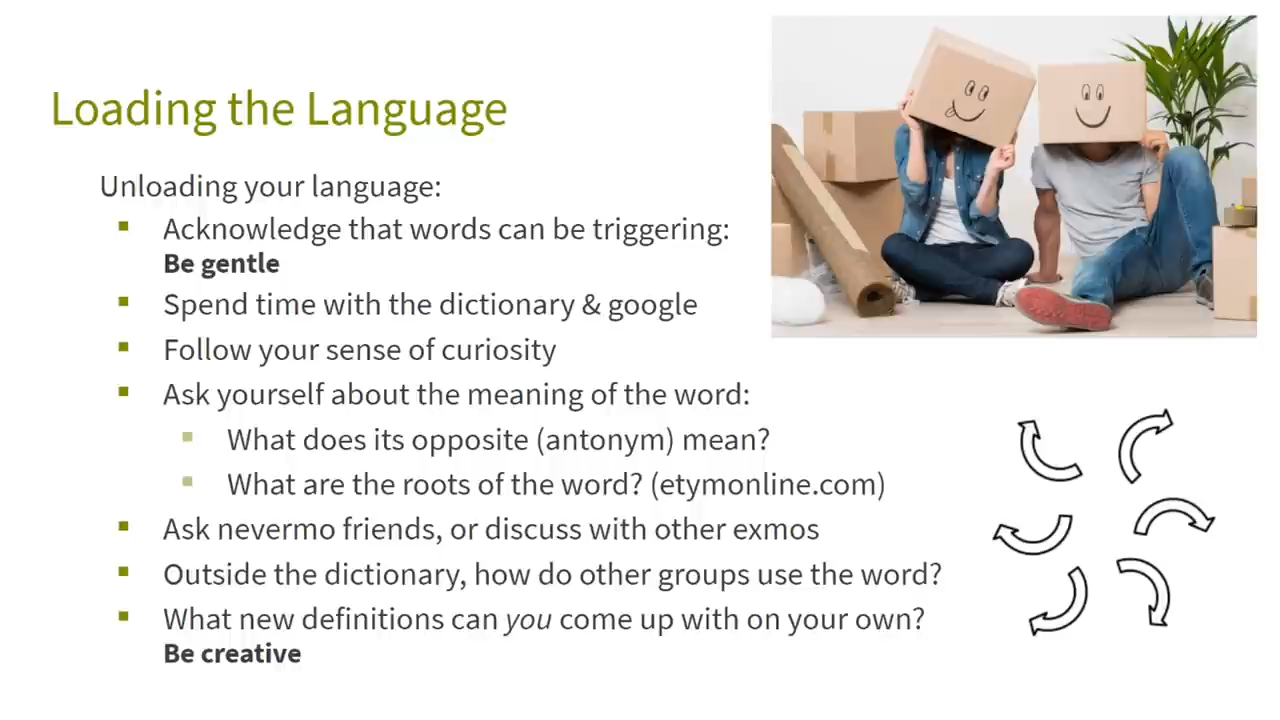 Loading the Language
Unloading your language:
Acknowledge that words can be triggering:
Be gentle
Spend time with the dictionary & google
Follow your sense of curiosity
Ask yourself about the meaning of the word:
What does its opposite (antonym) mean?
What are the roots of the word? (etymonline.com)
Ask nevermo friends, or discuss with other exmos
Outside the dictionary, how do other groups use the word?
What new definitions can you come up with on your own?
Be creative